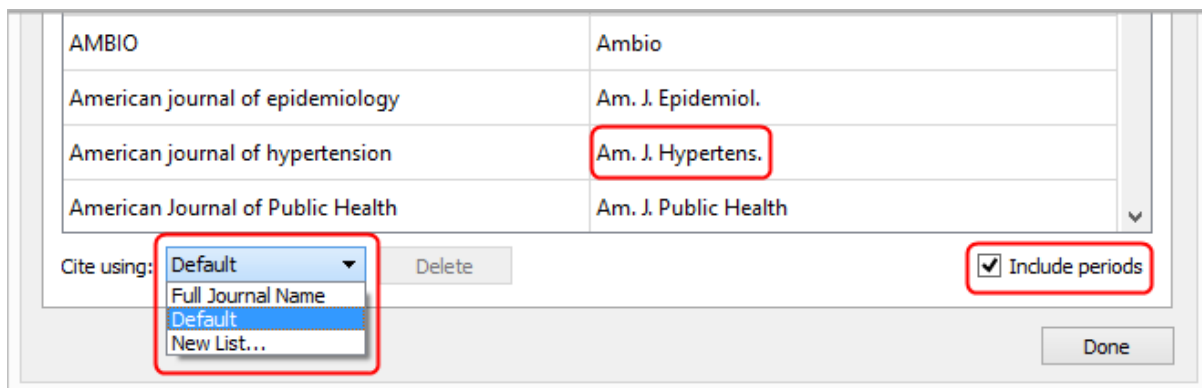 AMBIO Ambio
American journal of epidemiology Am. J. Epidemiol.
American journal of hypertension Am. J. Hypertens.
American Journal of Public Health Am. J. Public Health
Cite using: Default Delete Include periods
Full Journal Name
Default
New List...
Done